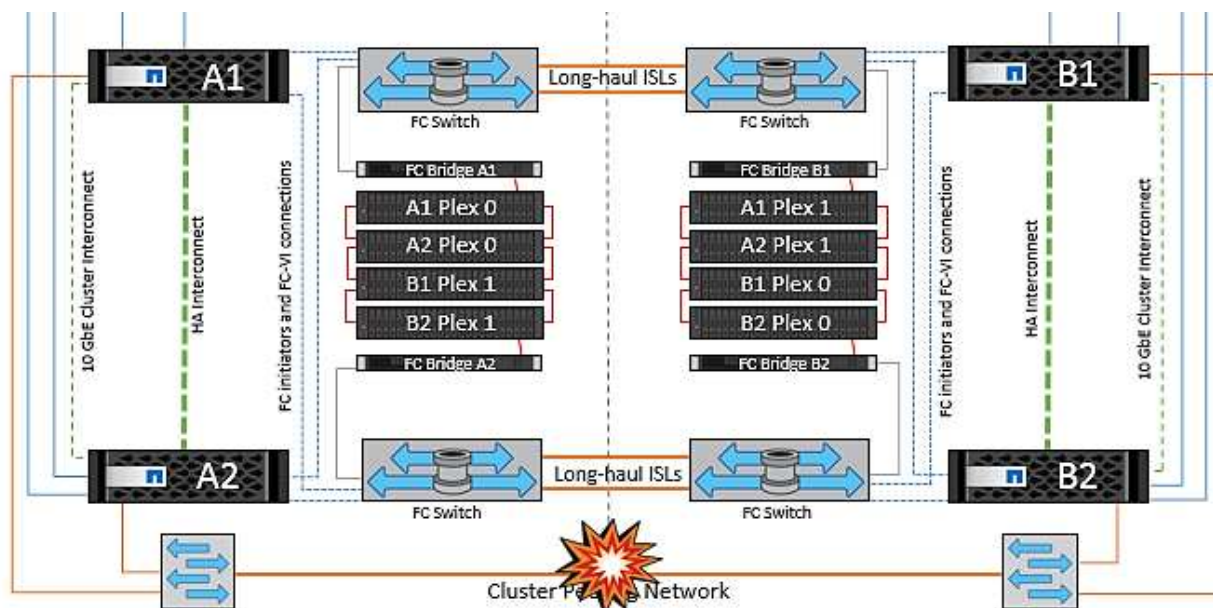 A1
B1
Long-haul ISLs
FC Switch
FC Switch
FC Bridge A1
FC Bridge B1
A1 Plex 0
A1 Plex 1
A2 Plex 0
A2 Plex 1
B1 Plex 1
B1 Plex 0
B2 Plex 1
B2 Plex 0
FC Bridge A2
FC Bridge B2
10 GbE Cluster Interconnect
HA Interconnect
FC initiators and FC-VI connections
FC initiators and FC-VI connections
HA Interconnect
10 GbE Cluster Interconnect
A2
B2
Long-haul ISLs
FC Switch
FC Switch
Cluster Network